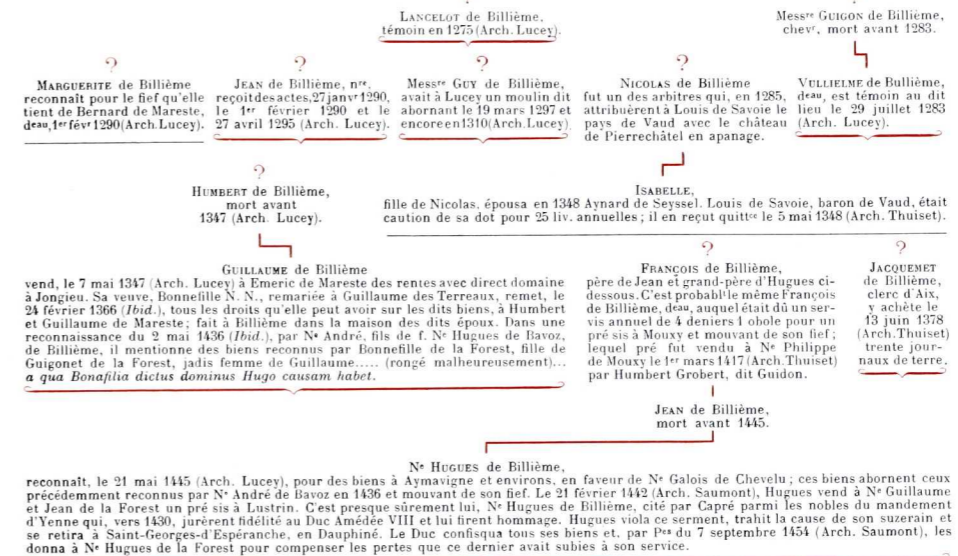 LANCELOT de Billième,
témoin en 1275 (Arch. Lucey).
Messʳᵉ GUIGON de Billième,
chevʳ, mort avant 1283.
?
MARGUERITE de Billième
reconnaît pour le fief qu'elle
tient de Bernard de Mareste,
dᵉᵃᵘ, 1ᵉʳ févʳ 1290 (Arch. Lucey).
?
JEAN de Billième, nʳᵉ,
reçoit des actes, 27 janvʳ 1290,
le 1ᵉʳ février 1290 et le
27 avril 1295 (Arch. Lucey).
?
Messʳᵉ GUY de Billième,
avait à Lucey un moulin dit
abornant le 19 mars 1297 et
encore en 1310 (Arch. Lucey).
?
NICOLAS de Billième
fut un des arbitres qui, en 1285,
attribuèrent à Louis de Savoie le
pays de Vaud avec le château
de Pierrechâtel en apanage.
VULLIELME de Bullième,
dᵉᵃᵘ, est témoin au dit
lieu le 29 juillet 1283
(Arch. Lucey).
?
HUMBERT de Billième,
mort avant
1347 (Arch. Lucey).
ISABELLE,
fille de Nicolas, épousa en 1348 Aynard de Seyssel. Louis de Savoie, baron de Vaud, était
caution de sa dot pour 25 liv. annuelles ; il en reçut quittᶜᵉ le 5 mai 1348 (Arch. Thuiset).
GUILLAUME de Billième
vend, le 7 mai 1347 (Arch. Lucey) à Emeric de Mareste des rentes avec direct domaine
à Jongieu. Sa veuve, Bonnefille N. N., remariée à Guillaume des Terreaux, remet, le
24 février 1366 (Ibid.), tous les droits qu'elle peut avoir sur les dits biens, à Humbert
et Guillaume de Mareste ; fait à Billième dans la maison des dits époux. Dans une
reconnaissance du 2 mai 1436 (Ibid.), par Nᵉ André, fils de f. Nᵉ Hugues de Bavoz,
de Billième, il mentionne des biens reconnus par Bonnefille de la Forest, fille de
Guigonet de la Forest, jadis femme de Guillaume..... (rongé malheureusement)...
a qua Bonafilia dictus dominus Hugo causam habet.
?
FRANÇOIS de Billième,
père de Jean et grand-père d'Hugues ci-
dessous. C'est probablᵗ le même François
de Billième, dᵉᵃᵘ, auquel était dû un ser-
vis annuel de 4 deniers 1 obole pour un
pré sis à Mouxy et mouvant de son fief ;
lequel pré fut vendu à Nᵉ Philippe
de Mouxy le 1ᵉʳ mars 1417 (Arch. Thuiset)
par Humbert Grobert, dit Guidon.
?
JACQUEMET
de Billième,
clerc d'Aix,
y achète le
13 juin 1378
(Arch. Thuiset)
trente jour-
naux de terre.
JEAN de Billième,
mort avant 1445.
Nᵉ HUGUES de Billième,
reconnaît, le 21 mai 1445 (Arch. Lucey), pour des biens à Aymavigne et environs, en faveur de Nᵉ Galois de Chevelu ; ces biens abornent ceux
précédemment reconnus par Nᵉ André de Bavoz en 1436 et mouvant de son fief. Le 21 février 1442 (Arch. Saumont), Hugues vend à Nᵉ Guillaume
et Jean de la Forest un pré sis à Lustrin. C'est presque sûrement lui, Nᵉ Hugues de Billième, cité par Capré parmi les nobles du mandement
d'Yenne qui, vers 1430, jurèrent fidélité au Duc Amédée VIII et lui firent hommage. Hugues viola ce serment, trahit la cause de son suzerain et
se retira à Saint-Georges-d'Espéranche, en Dauphiné. Le Duc confisqua tous ses biens et, par Pᵉˢ du 7 septembre 1454 (Arch. Saumont), les
donna à Nᵉ Hugues de la Forest pour compenser les pertes que ce dernier avait subies à son service.
?